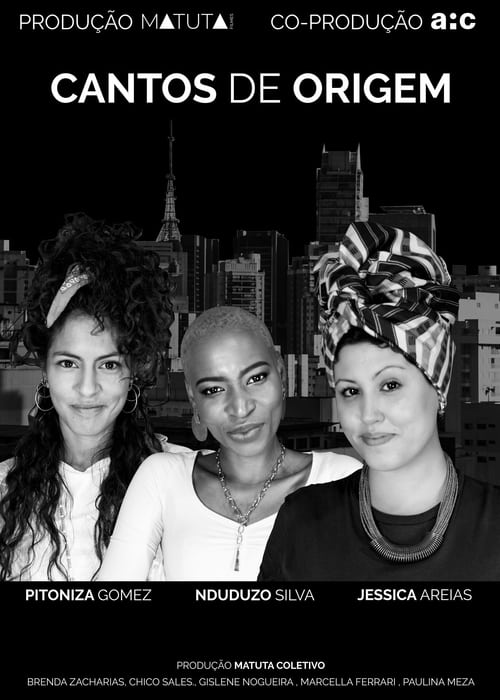 PRODUÇÃO MATUTA FILMES CO-PRODUÇÃO a:c
CANTOS DE ORIGEM
PITONIZA GOMEZ NDUDUZO SILVA JESSICA AREIAS
PRODUÇÃO MATUTA COLETIVO
BRENDA ZACHARIAS, CHICO SALES., GISLENE NOGUEIRA , MARCELLA FERRARI , PAULINA MEZA